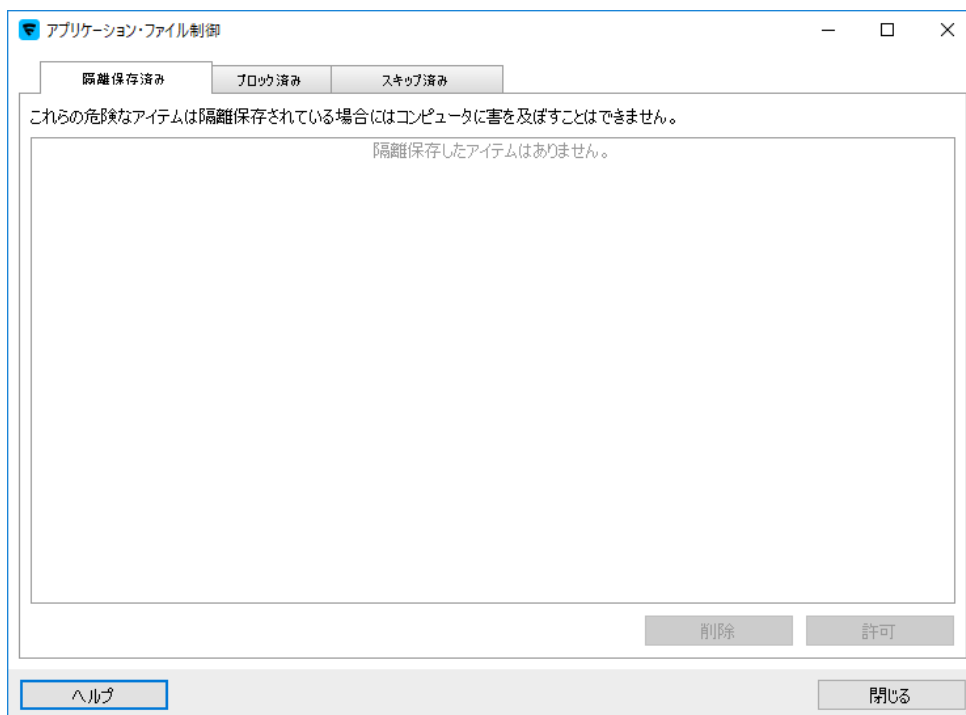 アプリケーション・ファイル制御
隔離保存済み
ブロック済み
スキップ済み
これらの危険なアイテムは隔離保存されている場合にはコンピュータに害を及ぼすことはできません。
隔離保存したアイテムはありません。
削除
許可
ヘルプ
閉じる